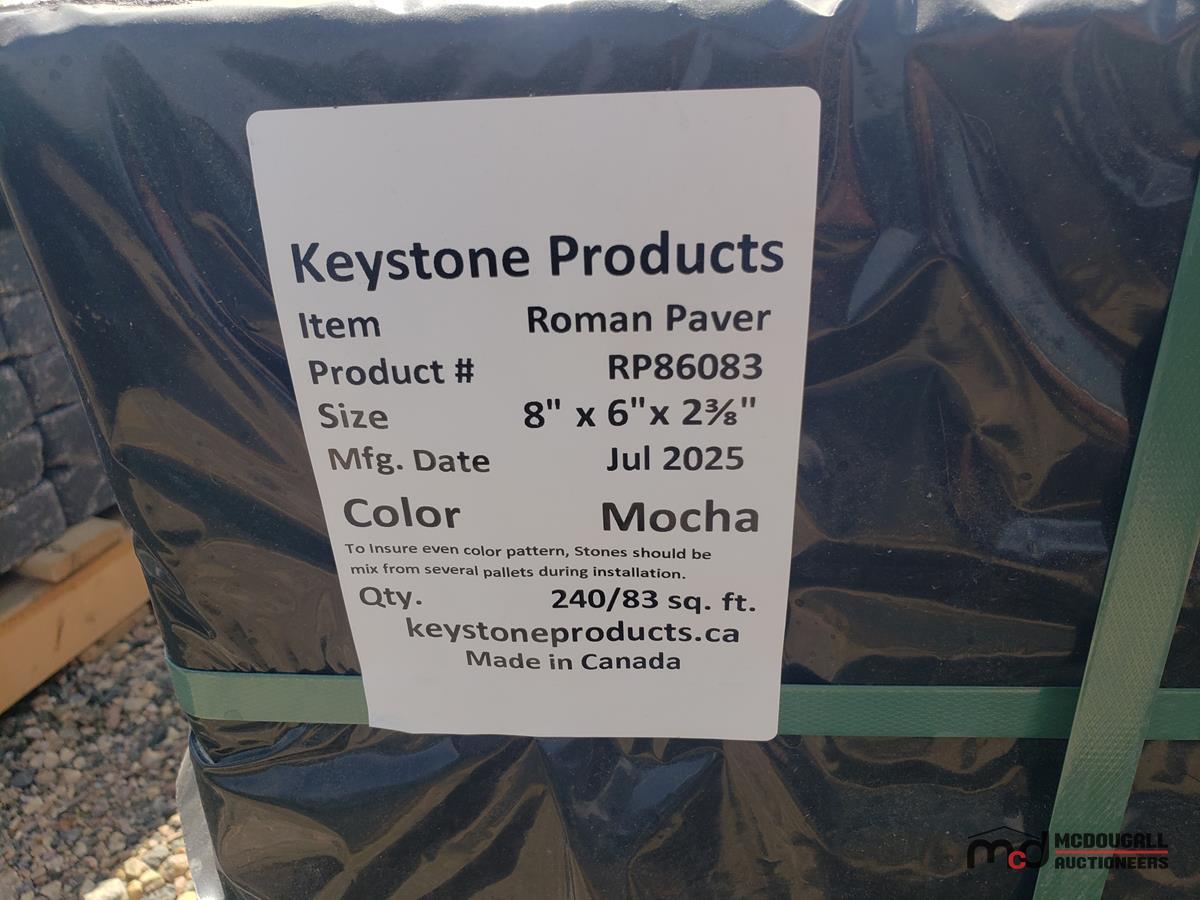 Keystone Products
Item Roman Paver
Product # RP86083
Size 8" x 6"x 2⅜"
Mfg. Date Jul 2025
Color Mocha
To Insure even color pattern, Stones should be
mix from several pallets during installation.
Qty. 240/83 sq. ft.
keystoneproducts.ca
Made in Canada
mcd MCDOUGALL
AUCTIONEERS